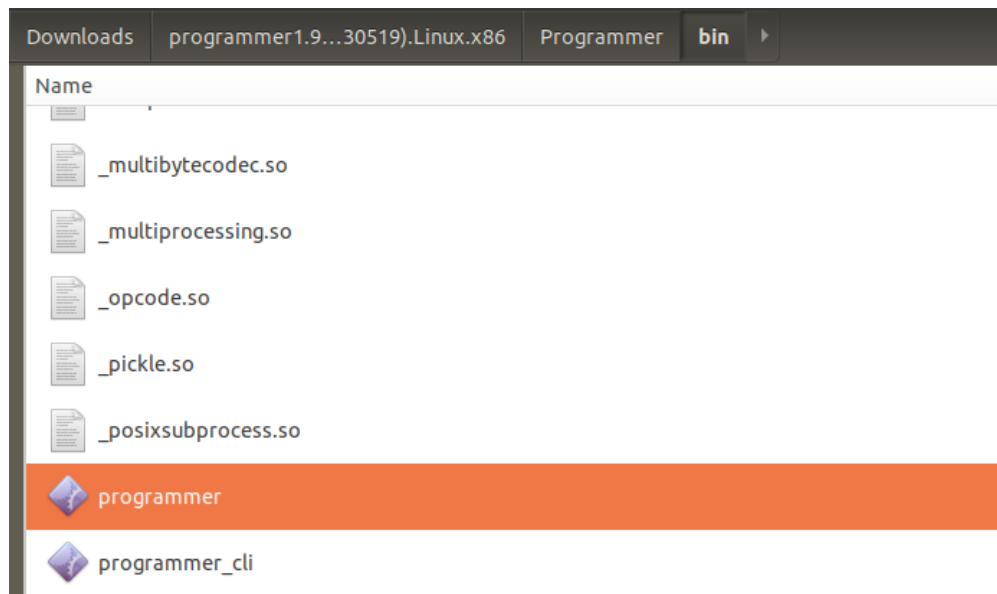 Downloads programmer1.9...30519).Linux.x86 Programmer bin
Name
_multibytecodec.so
_multiprocessing.so
_opcode.so
_pickle.so
_posixsubprocess.so
programmer
programmer_cli